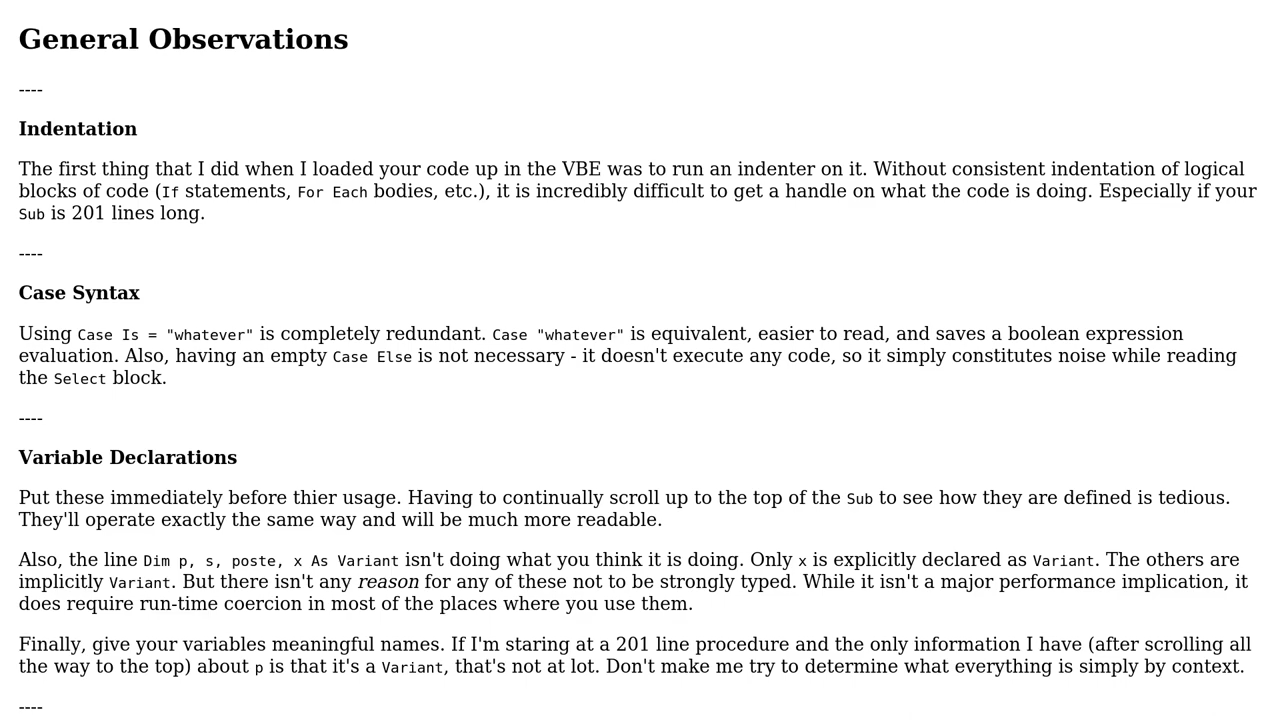 General Observations
----
Indentation
The first thing that I did when I loaded your code up in the VBE was to run an indenter on it. Without consistent indentation of logical
blocks of code (If statements, For Each bodies, etc.), it is incredibly difficult to get a handle on what the code is doing. Especially if your
Sub is 201 lines long.
----
Case Syntax
Using Case Is = "whatever" is completely redundant. Case "whatever" is equivalent, easier to read, and saves a boolean expression
evaluation. Also, having an empty Case Else is not necessary - it doesn't execute any code, so it simply constitutes noise while reading
the Select block.
----
Variable Declarations
Put these immediately before thier usage. Having to continually scroll up to the top of the Sub to see how they are defined is tedious.
They'll operate exactly the same way and will be much more readable.
Also, the line Dim p, s, poste, x As Variant isn't doing what you think it is doing. Only x is explicitly declared as Variant. The others are
implicitly Variant. But there isn't any reason for any of these not to be strongly typed. While it isn't a major performance implication, it
does require run-time coercion in most of the places where you use them.
Finally, give your variables meaningful names. If I'm staring at a 201 line procedure and the only information I have (after scrolling all
the way to the top) about p is that it's a Variant, that's not at lot. Don't make me try to determine what everything is simply by context.
----